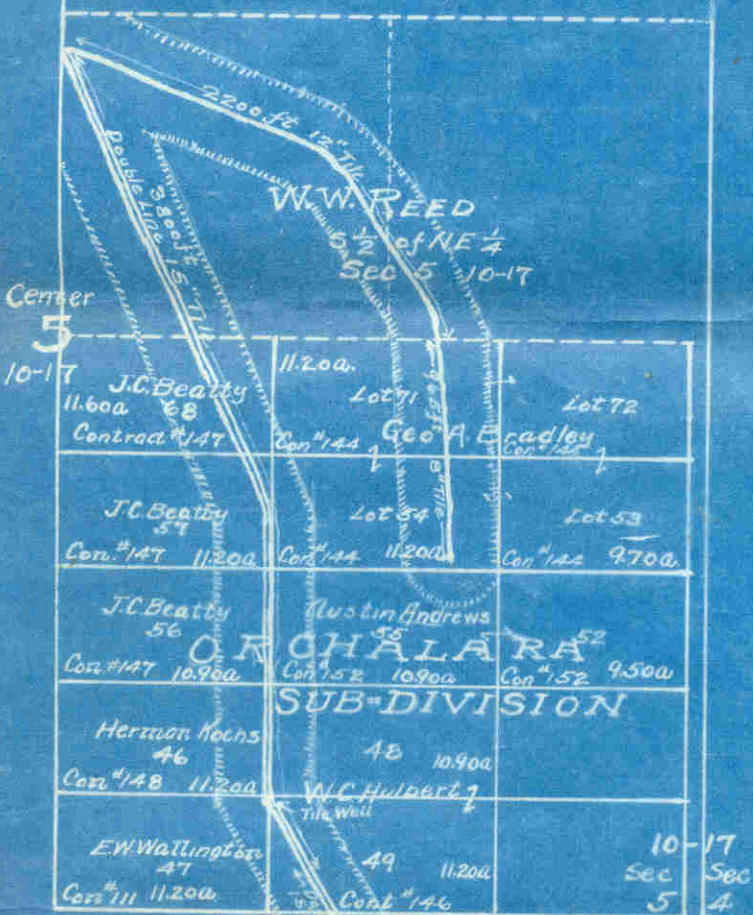 2200 ft 12" Tile
Double Line 15" Tile
3800 ft
W.W. REED
S ½ of NE ¼
Sec 5 10-17
Center
5
10-17
J.C. Beatty
11.60a 68
Contract #147
11.20a.
Lot 71
Con #144
Geo A. Bradley
Lot 72
Con #144
8" Tile
J.C. Beatty
57
Con. #147 11.20a
Lot 54
Con #144 11.20a
Lot 53
Con #144 9.70a
J.C. Beatty
56
Con. #147 10.90a
Austin Andrews
55
Con #152 10.90a
52
Con #152 9.50a
ORCHALARA
SUB-DIVISION
Herman Kochs
46
Con #148 11.20a
48 10.90a
W.C. Hulbert
Tile Well
E.W. Wallington
47
Con #111 11.20a
49 11.20a
Cont #146
10-17
Sec Sec
5 4